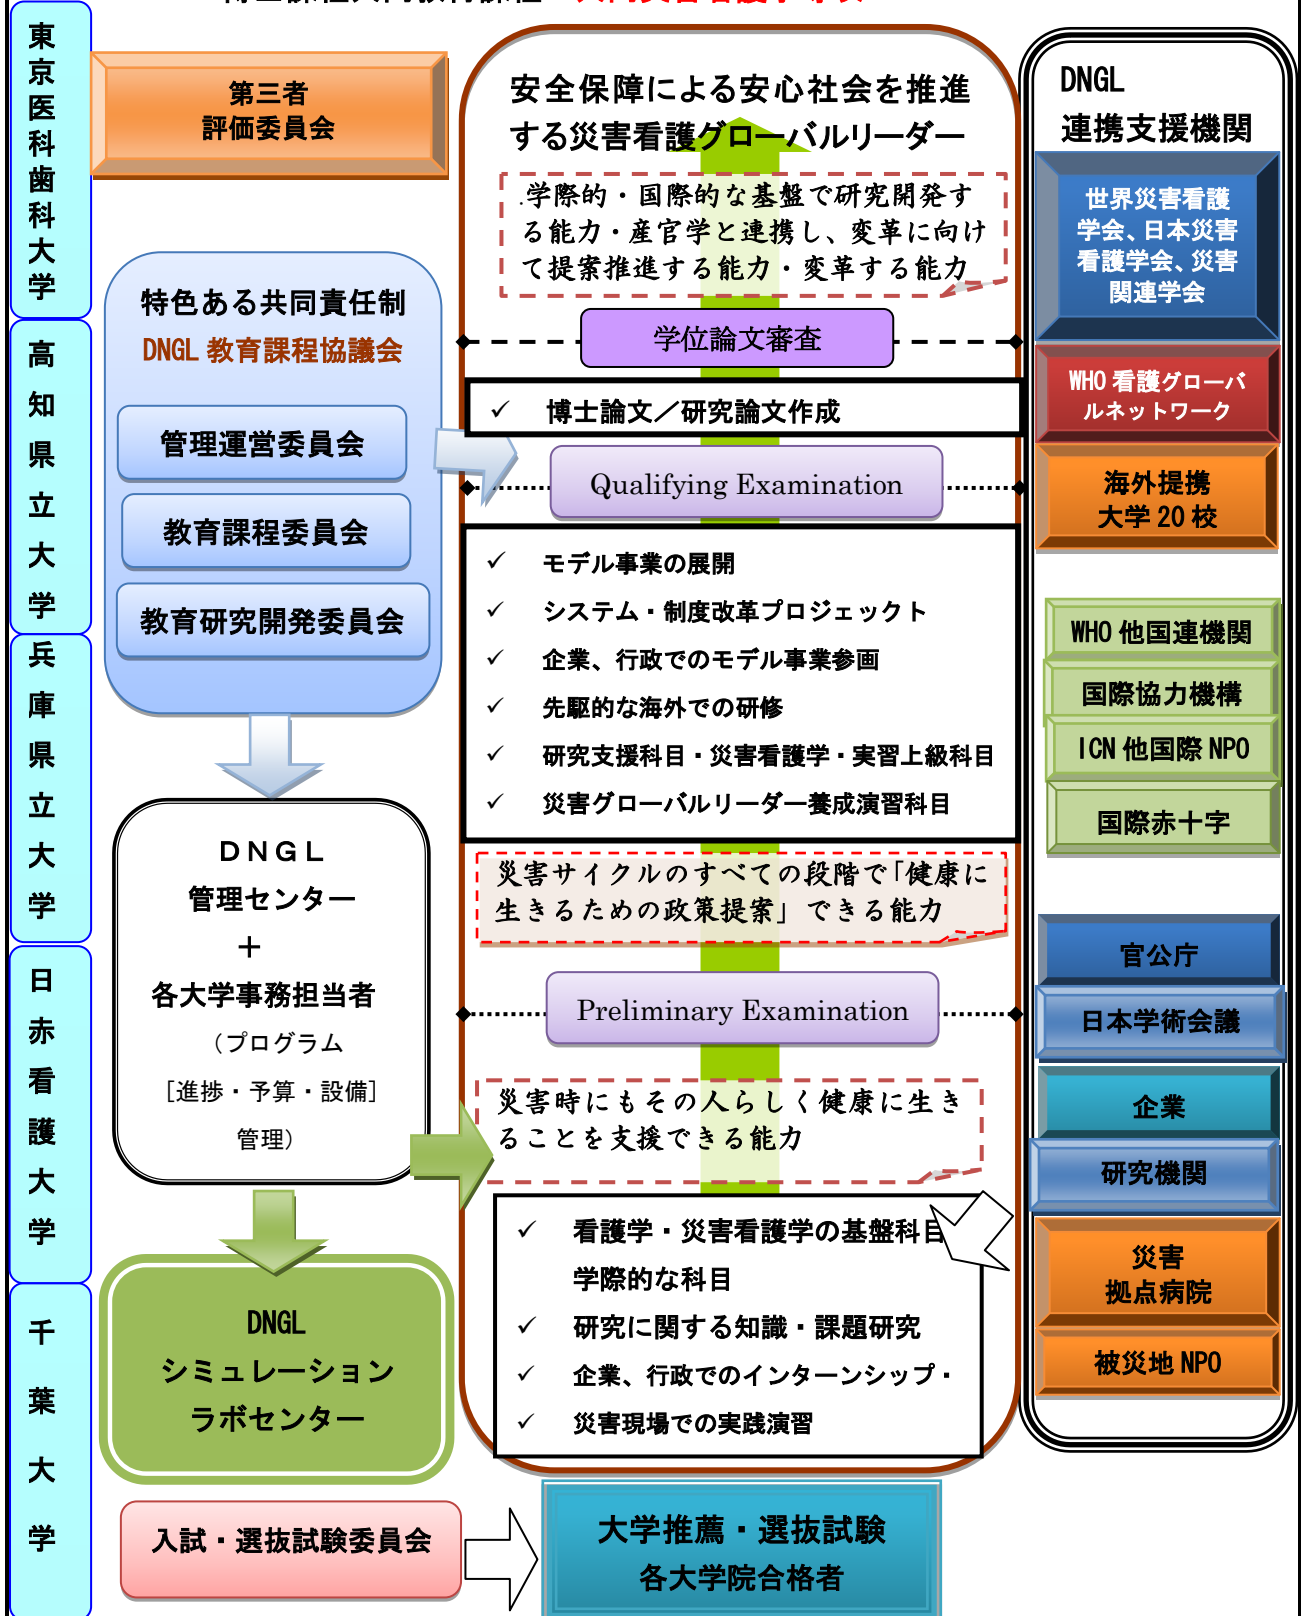 東京医科歯科大学
高知県立大学
兵庫県立大学
日赤看護大学
千葉大学
第三者
評価委員会
特色ある共同責任制
DNGL 教育課程協議会
管理運営委員会
教育課程委員会
教育研究開発委員会
DNGL
管理センター
＋
各大学事務担当者
（プログラム
［進捗・予算・設備］
管理）
DNGL
シミュレーション
ラボセンター
入試・選抜試験委員会
安全保障による安心社会を推進
する災害看護グローバルリーダー
.学際的・国際的な基盤で研究開発す
る能力・産官学と連携し、変革に向け
て提案推進する能力・変革する能力
学位論文審査
✓ 博士論文／研究論文作成
Qualifying Examination
✓ モデル事業の展開
✓ システム・制度改革プロジェックト
✓ 企業、行政でのモデル事業参画
✓ 先駆的な海外での研修
✓ 研究支援科目・災害看護学・実習上級科目
✓ 災害グローバルリーダー養成演習科目
災害サイクルのすべての段階で「健康に
生きるための政策提案」できる能力
Preliminary Examination
災害時にもその人らしく健康に生き
ることを支援できる能力
✓ 看護学・災害看護学の基盤科目
学際的な科目
✓ 研究に関する知識・課題研究
✓ 企業、行政でのインターンシップ・
✓ 災害現場での実践演習
大学推薦・選抜試験
各大学院合格者
DNGL
連携支援機関
世界災害看護
学会、日本災害
看護学会、災害
関連学会
WHO 看護グローバ
ルネットワーク
海外提携
大学 20 校
WHO 他国連機関
国際協力機構
ICN 他国際 NPO
国際赤十字
官公庁
日本学術会議
企業
研究機関
災害
拠点病院
被災地 NPO